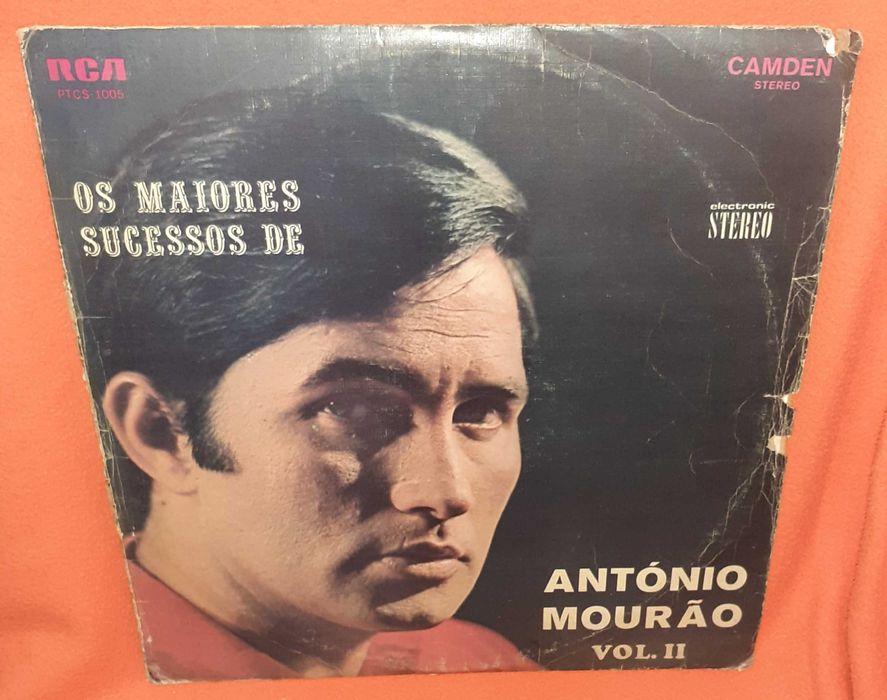 RCA
PTCS-1005
CAMDEN
STEREO
OS MAIORES
SUCESSOS DE
electronic
STEREO
ANTÓNIO
MOURÃO
VOL. II